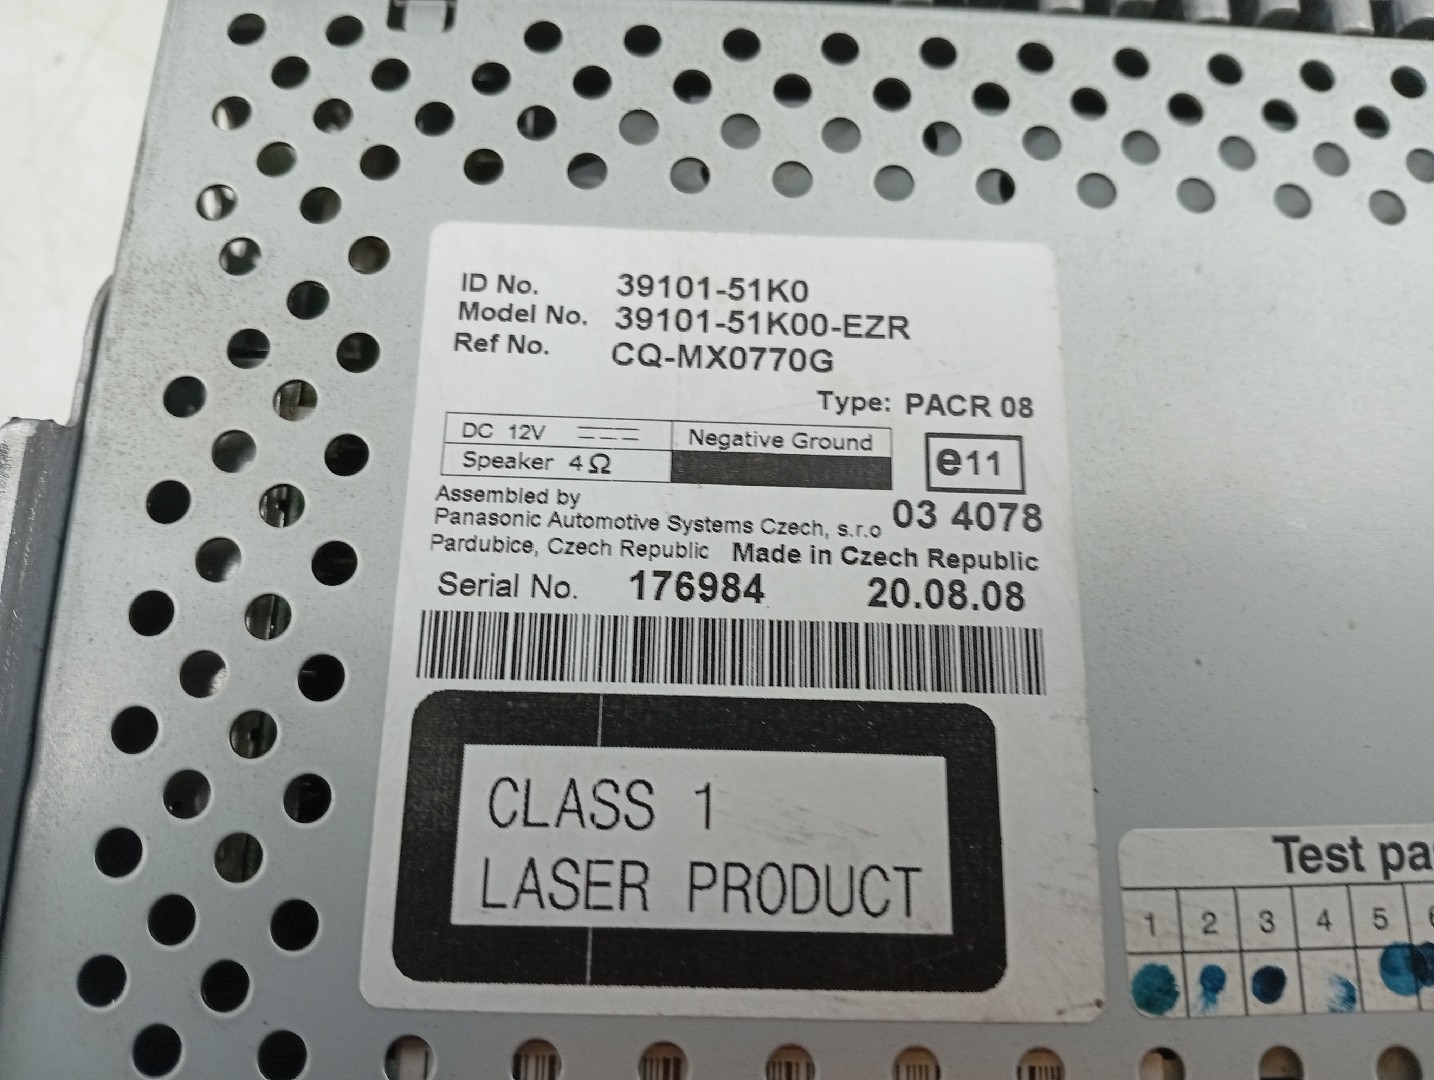 ID No. 39101-51K0
Model No. 39101-51K00-EZR
Ref No. CQ-MX0770G
Type: PACR 08
DC 12V Negative Ground
Speaker 4Ω
e11
Assembled by
03 4078
Panasonic Automotive Systems Czech, s.r.o
Pardubice, Czech Republic Made in Czech Republic
Serial No. 176984 20.08.08
CLASS 1
LASER PRODUCT
Test
1 2 3 4 5